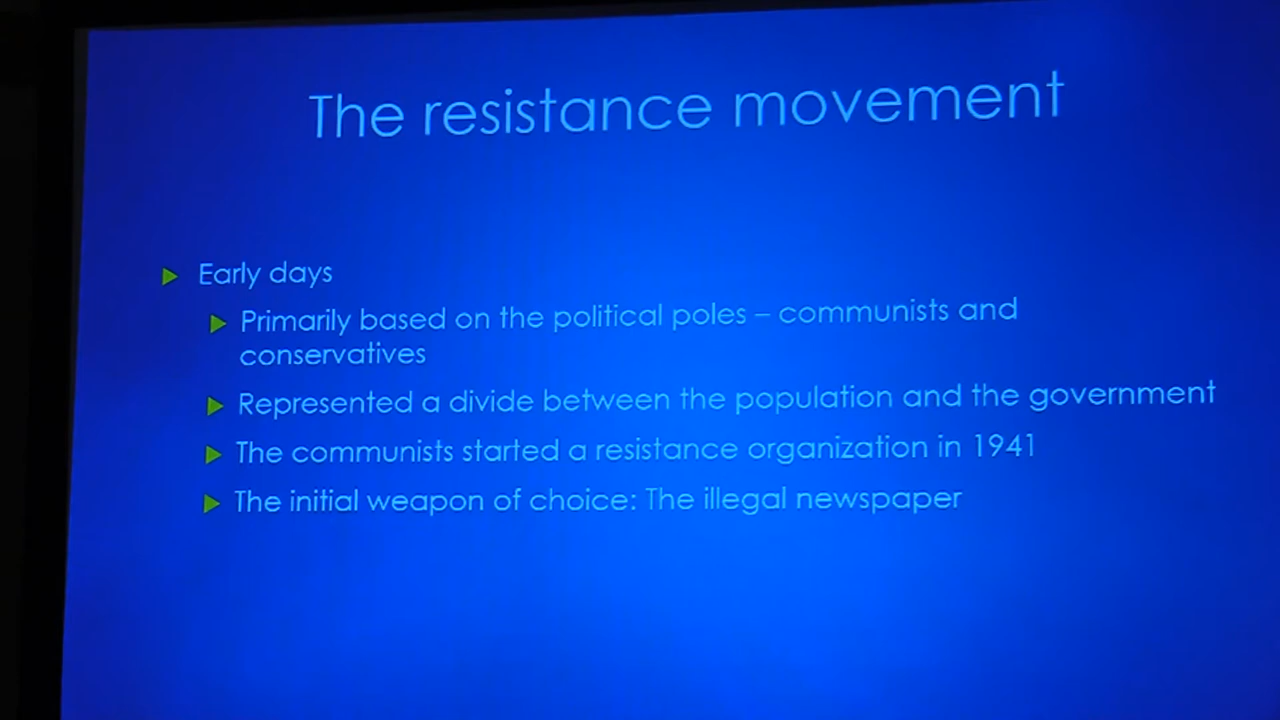 The resistance movement
Early days
Primarily based on the political poles – communists and
conservatives
Represented a divide between the population and the government
The communists started a resistance organization in 1941
The initial weapon of choice: The illegal newspaper